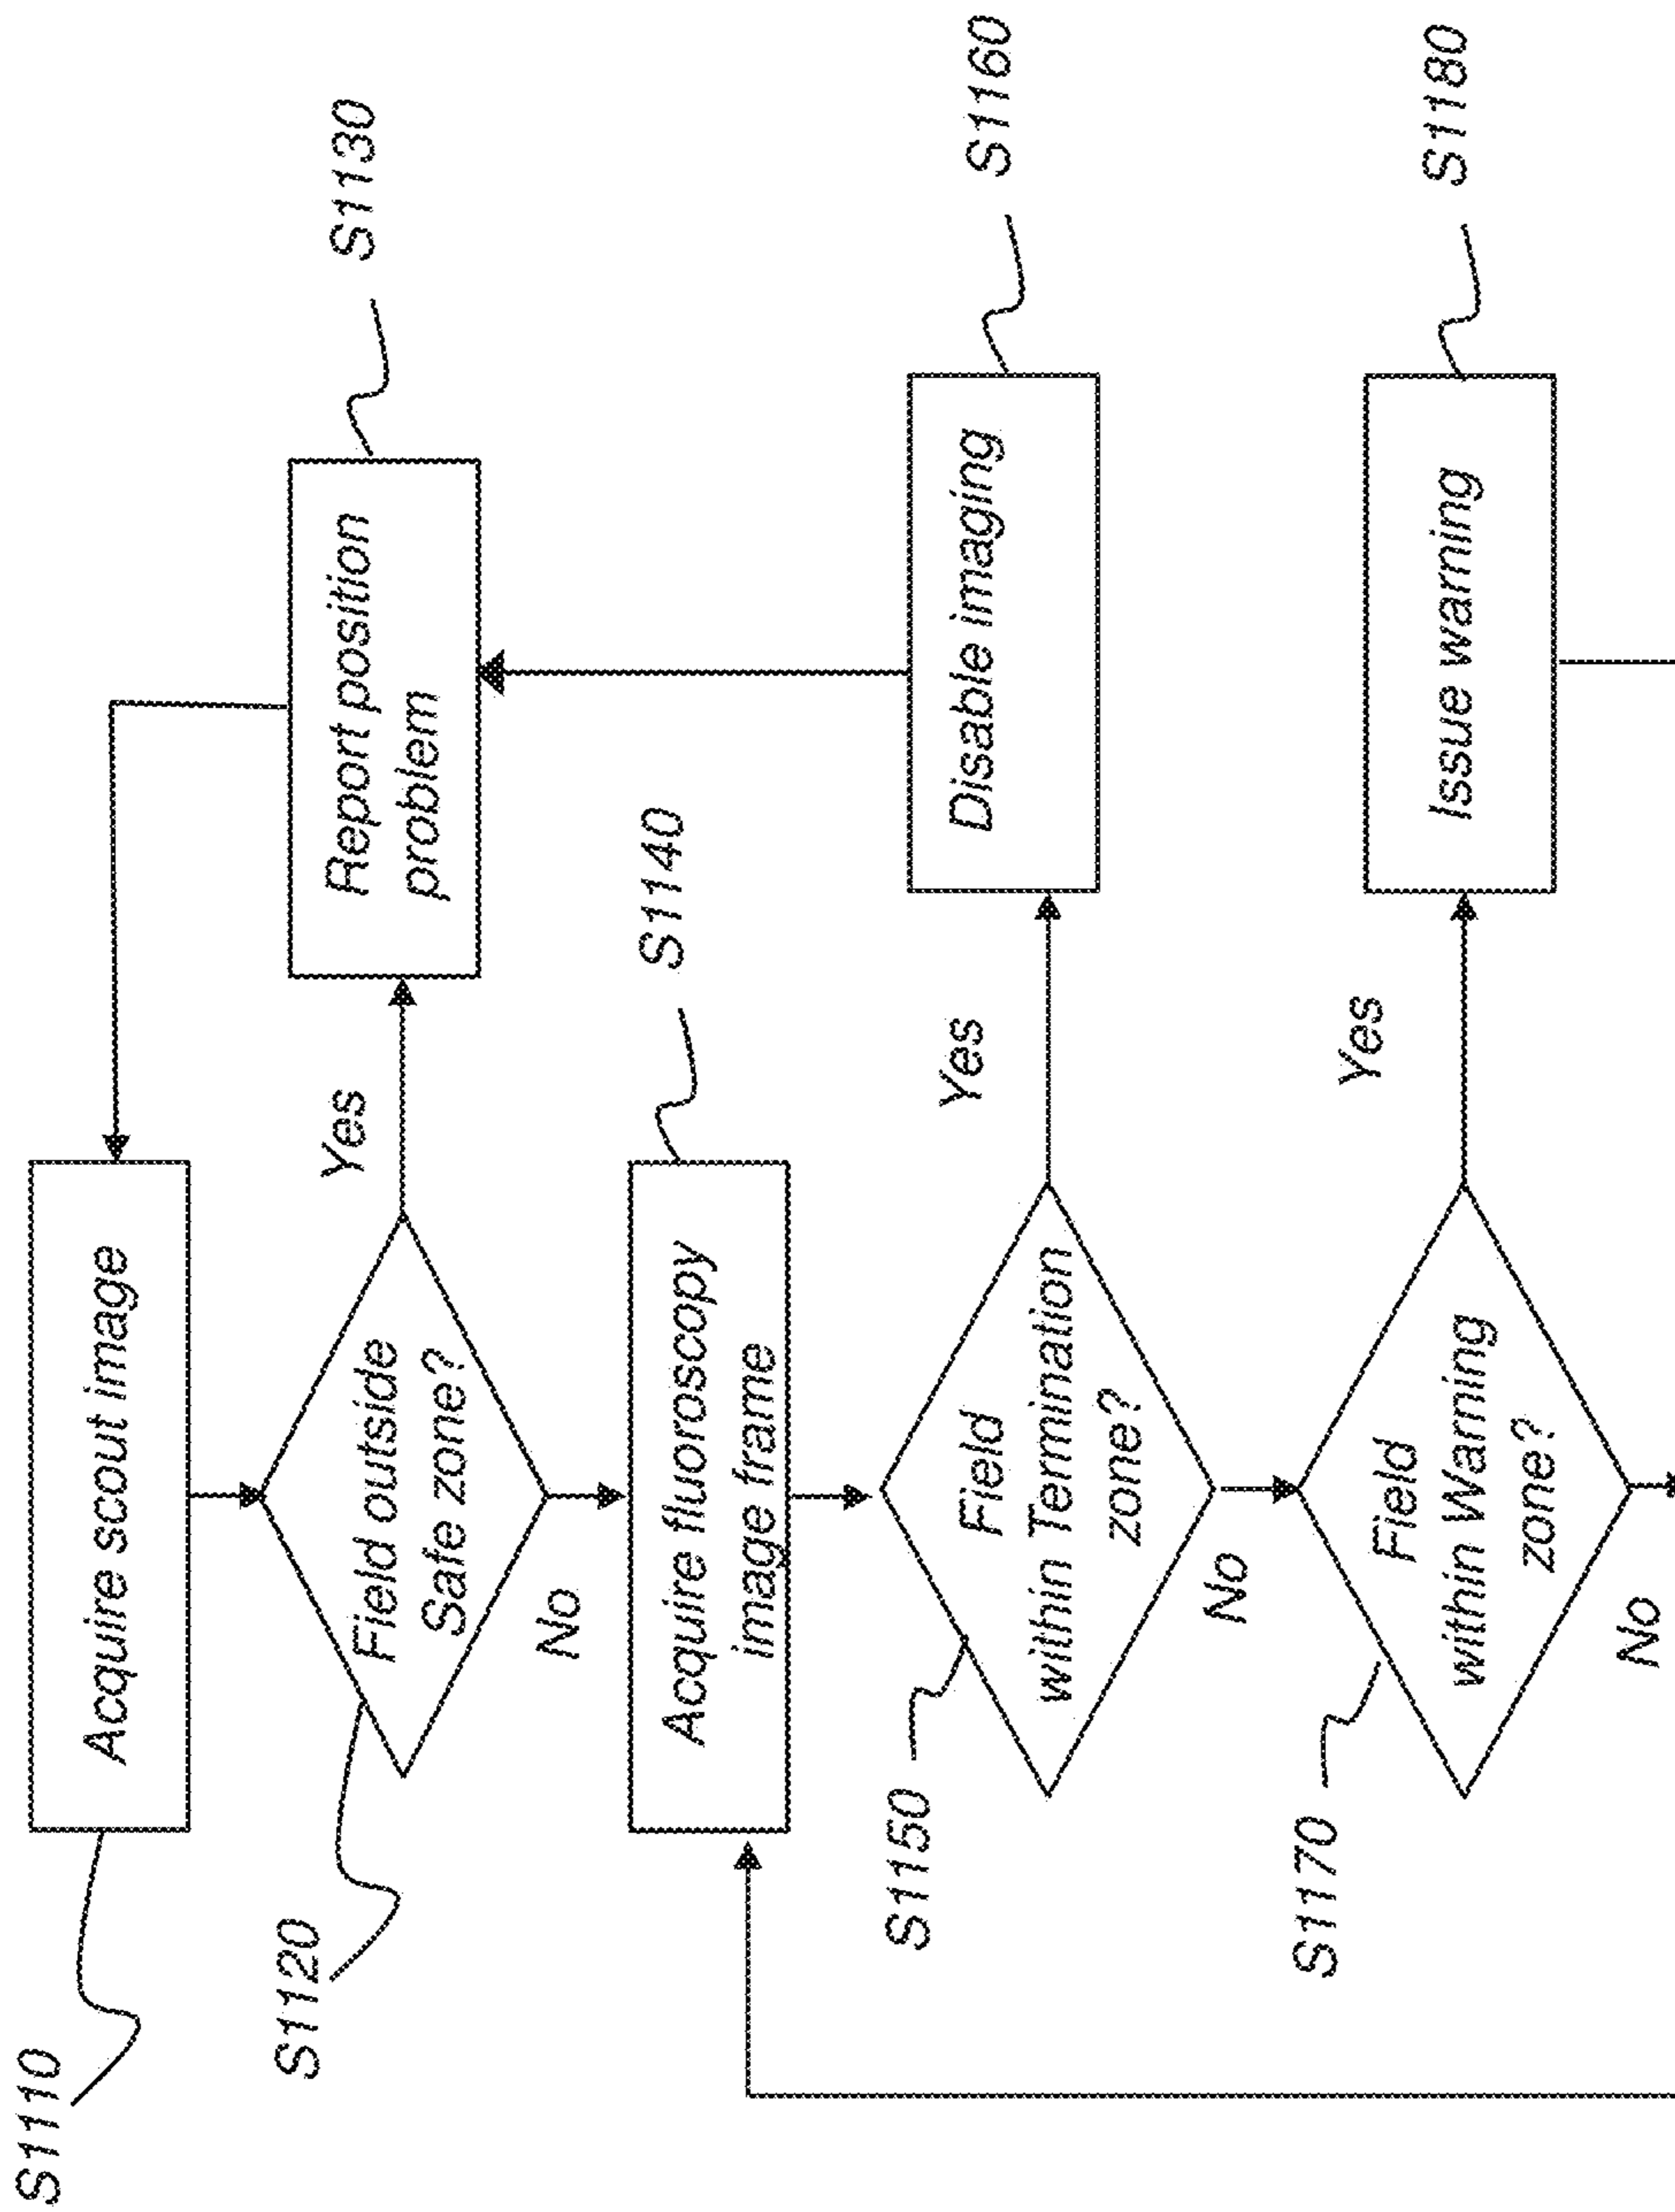 S1110
Acquire scout image
S1120
Field outside
Safe zone?
Yes
Report position
problem
S1130
No
Acquire fluoroscopy
image frame
S1140
S1150
Field
within Termination
zone?
Yes
Disable imaging
S1160
No
S1170
Field
within Warning
zone?
Yes
Issue warning
S1180
No